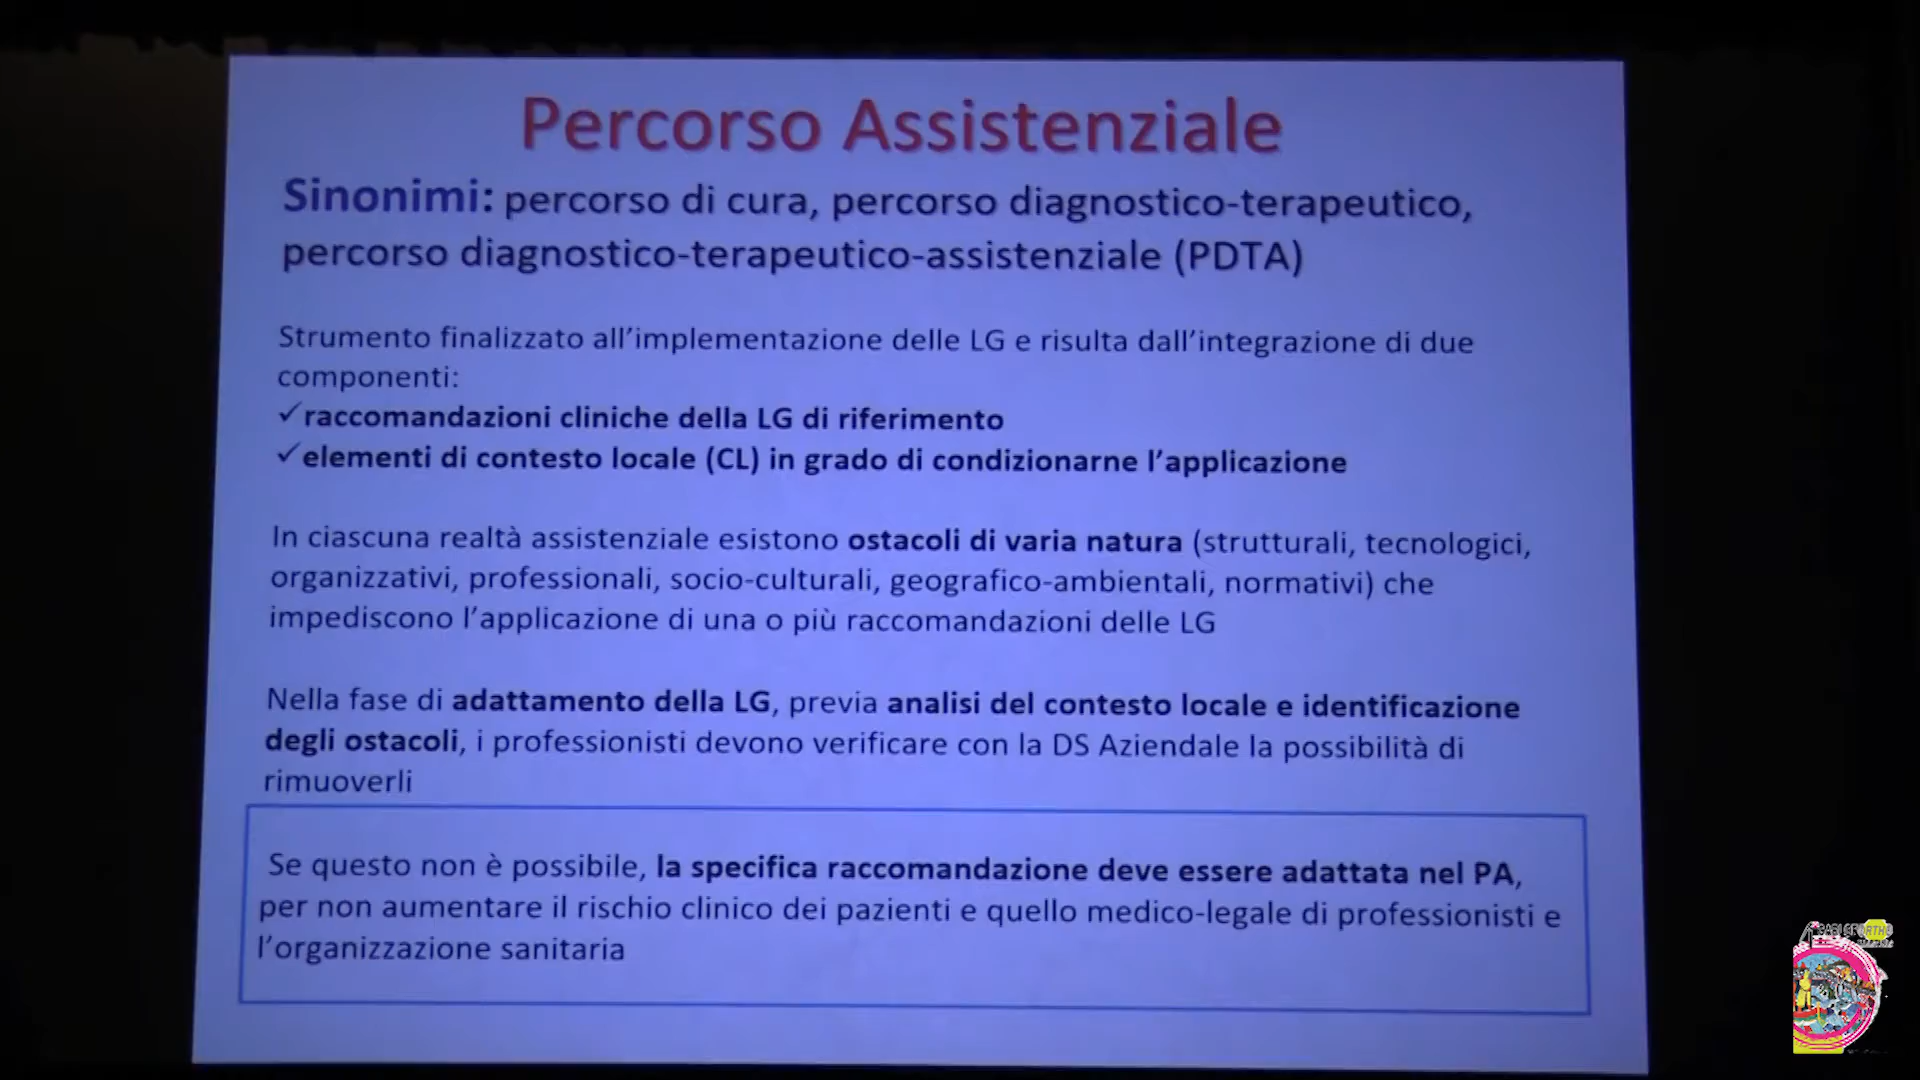 Percorso Assistenziale
Sinonimi: percorso di cura, percorso diagnostico-terapeutico,
percorso diagnostico-terapeutico-assistenziale (PDTA)
Strumento finalizzato all’implementazione delle LG e risulta dall’integrazione di due
componenti:
✓raccomandazioni cliniche della LG di riferimento
✓elementi di contesto locale (CL) in grado di condizionarne l’applicazione
In ciascuna realtà assistenziale esistono ostacoli di varia natura (strutturali, tecnologici,
organizzativi, professionali, socio-culturali, geografico-ambientali, normativi) che
impediscono l’applicazione di una o più raccomandazioni delle LG
Nella fase di adattamento della LG, previa analisi del contesto locale e identificazione
degli ostacoli, i professionisti devono verificare con la DS Aziendale la possibilità di
rimuoverli
Se questo non è possibile, la specifica raccomandazione deve essere adattata nel PA,
per non aumentare il rischio clinico dei pazienti e quello medico-legale di professionisti e
l’organizzazione sanitaria